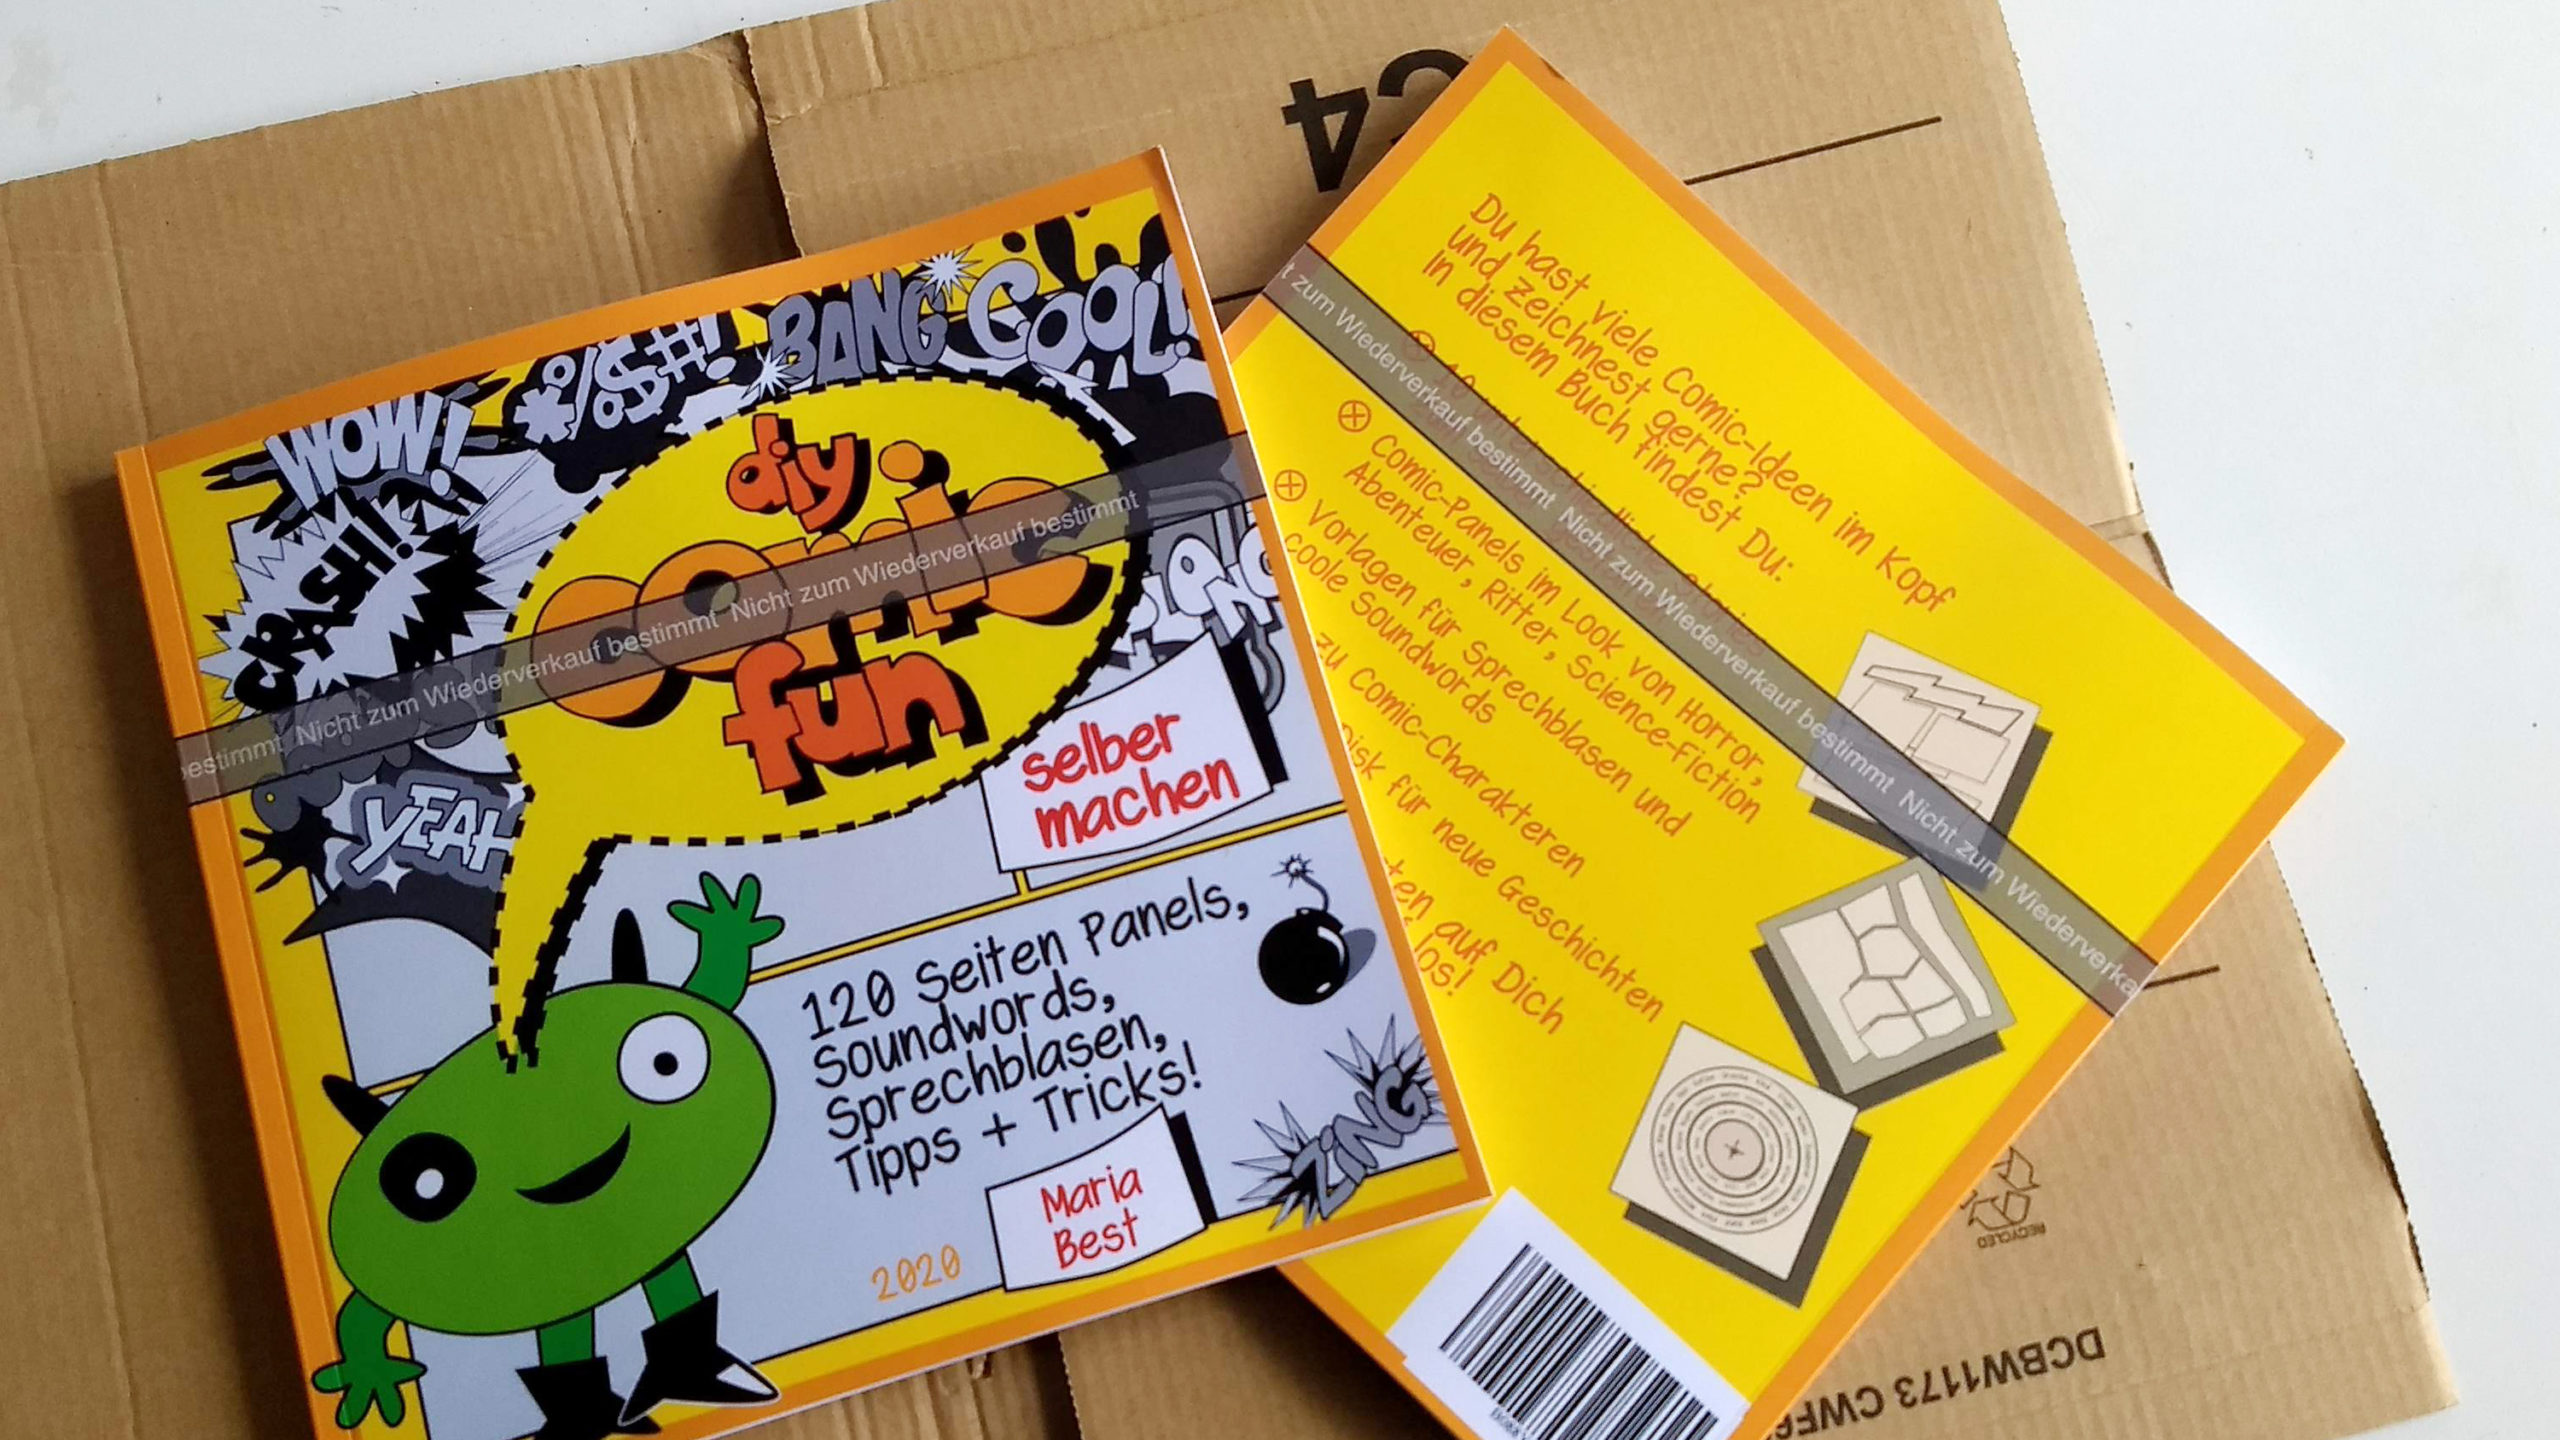 C4
WOW!
*%$#!
BANG
COOL!
CRASH!
YEAH
diy
comic
fun
bestimmt Nicht zum Wiederverkauf bestimmt Nicht zum Wiederverkauf bestimmt
selber
machen
120 Seiten Panels,
Soundwords,
Sprechblasen,
Tipps + Tricks!
ZING
Maria
Best
2020
Du hast viele Comic-Ideen im Kopf
und zeichnest gerne?
In diesem Buch findest Du:
zum Wiederverkauf bestimmt Nicht zum Wiederverkauf bestimmt Nicht zum Wiederverka
Comic-Panels im Look von Horror,
Abenteuer, Ritter, Science-Fiction
Vorlagen für Sprechblasen und
coole Soundwords
zu Comic-Charakteren
Disk für neue Geschichten
auf Dich
los!
RECYCLED
DCBW1173